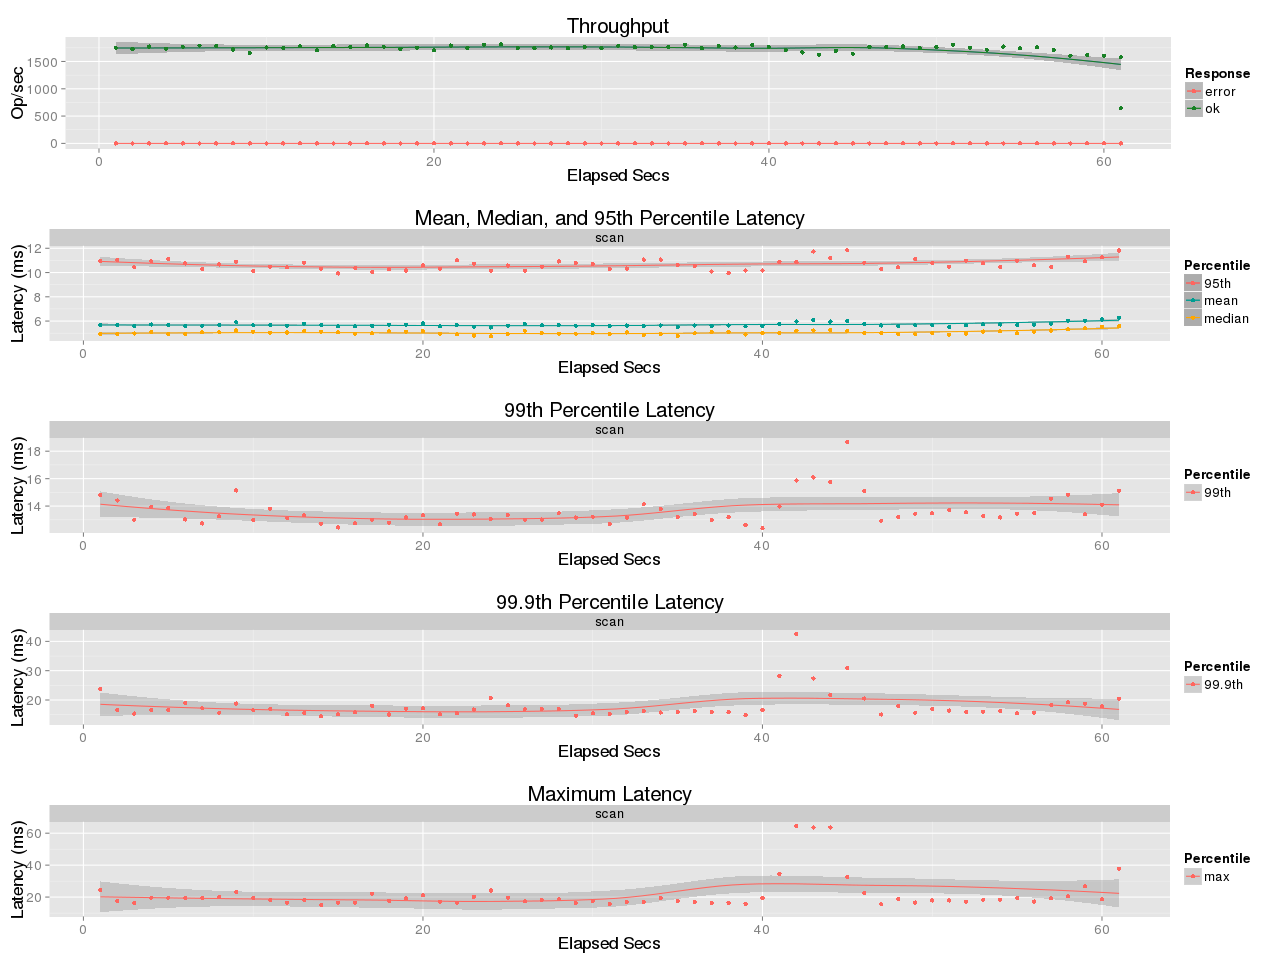 Throughput
Op/sec
1500
1000
500
0
0 20 40 60
Elapsed Secs
Response
error
ok
Mean, Median, and 95th Percentile Latency
scan
Latency (ms)
12
10
8
6
0 20 40 60
Elapsed Secs
Percentile
95th
mean
median
99th Percentile Latency
scan
Latency (ms)
18
16
14
0 20 40 60
Elapsed Secs
Percentile
99th
99.9th Percentile Latency
scan
Latency (ms)
40
30
20
0 20 40 60
Elapsed Secs
Percentile
99.9th
Maximum Latency
scan
Latency (ms)
60
40
20
0 20 40 60
Elapsed Secs
Percentile
max